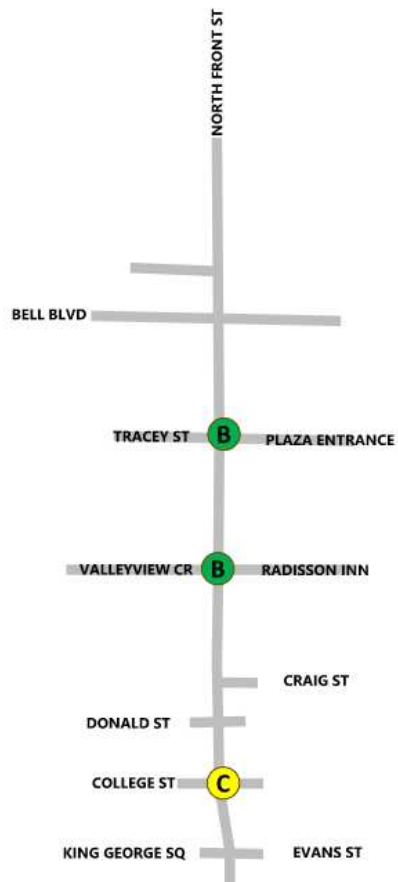 NORTH FRONT ST
BELL BLVD
TRACEY ST B PLAZA ENTRANCE
VALLEYVIEW CR B RADISSON INN
CRAIG ST
DONALD ST
COLLEGE ST C
KING GEORGE SQ EVANS ST